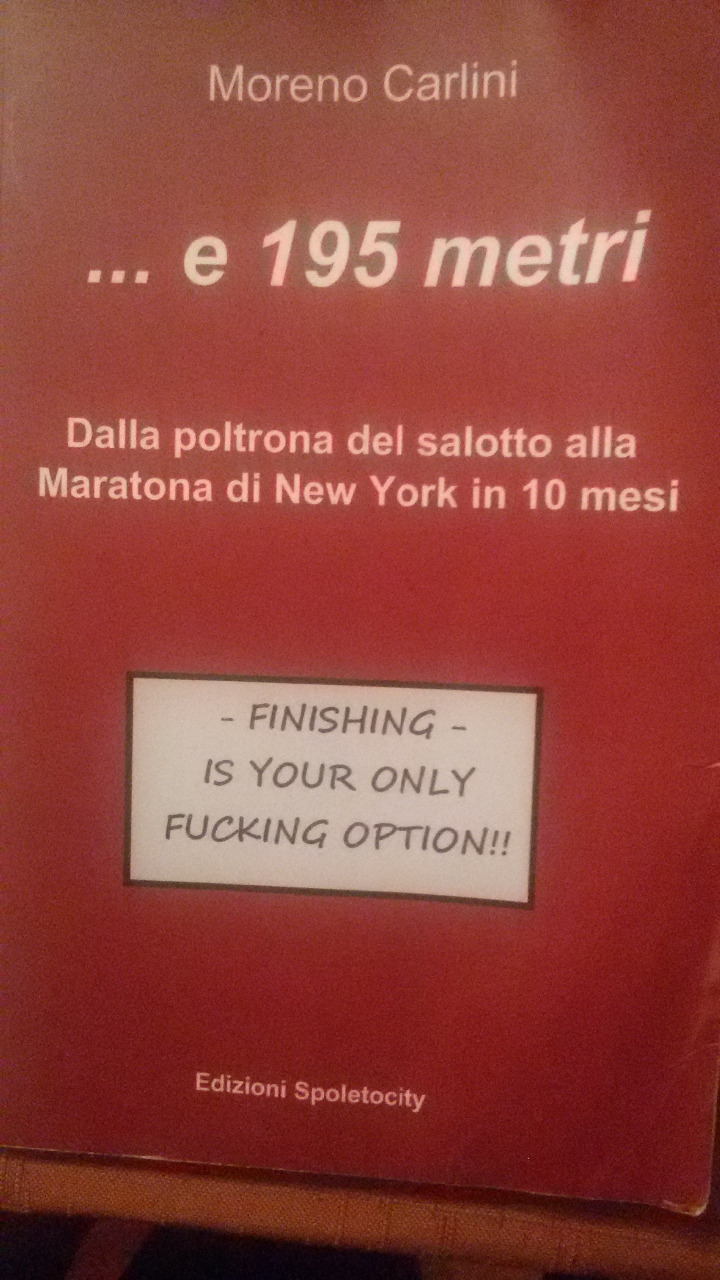 Moreno Carlini
... e 195 metri
Dalla poltrona del salotto alla
Maratona di New York in 10 mesi
- FINISHING -
IS YOUR ONLY
FUCKING OPTION!!
Edizioni Spoletocity